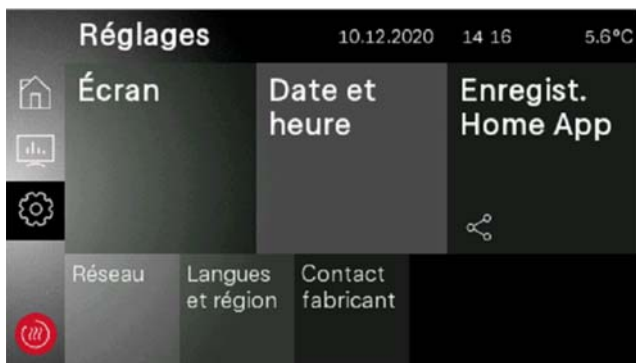 Réglages 10.12.2020 14 16 5.6°C
Écran
Date et
heure
Enregist.
Home App
Réseau
Langues
et région
Contact
fabricant